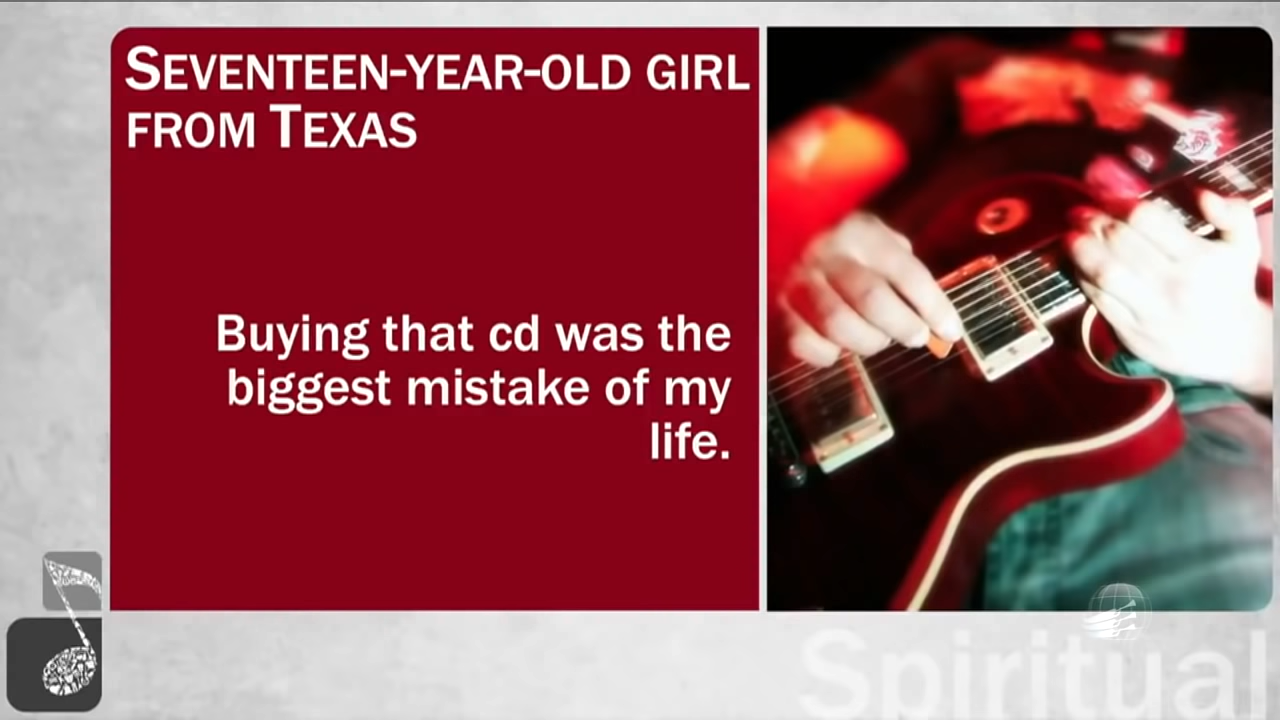 SEVENTEEN-YEAR-OLD GIRL
FROM TEXAS
Buying that cd was the
biggest mistake of my
life.
Spiritual